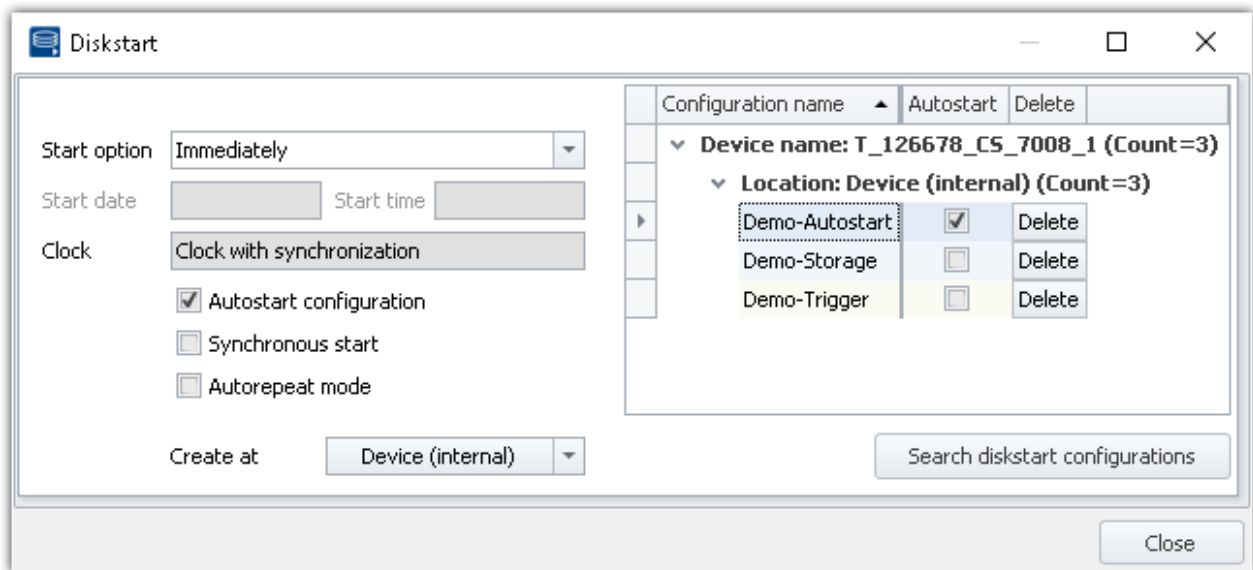 Diskstart
Start option Immediately
Start date Start time
Clock Clock with synchronization
Autostart configuration
Synchronous start
Autorepeat mode
Create at Device (internal)
Configuration name Autostart Delete
Device name: T_126678_CS_7008_1 (Count=3)
Location: Device (internal) (Count=3)
Demo-Autostart Delete
Demo-Storage Delete
Demo-Trigger Delete
Search diskstart configurations
Close